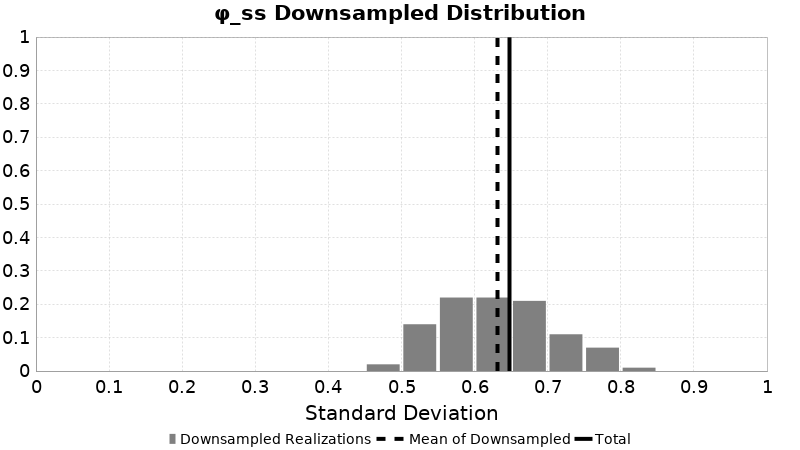 φ_ss Downsampled Distribution
1
0.9
0.8
0.7
0.6
0.5
0.4
0.3
0.2
0.1
0
0 0.1 0.2 0.3 0.4 0.5 0.6 0.7 0.8 0.9 1
Standard Deviation
Downsampled Realizations Mean of Downsampled Total